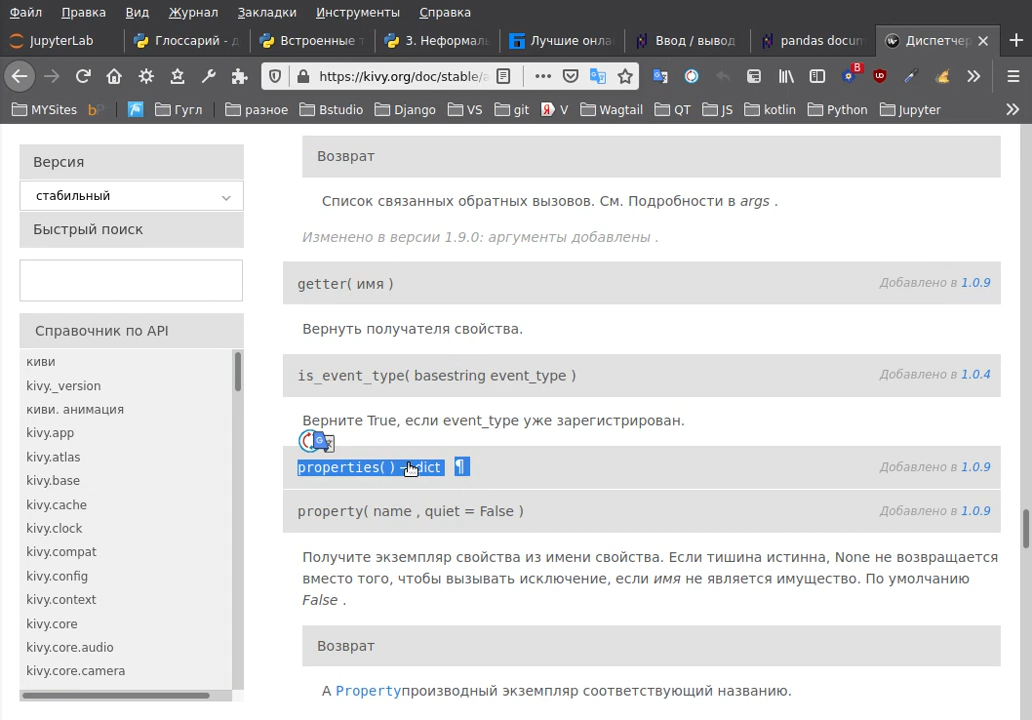 Файл Правка Вид Журнал Закладки Инструменты Справка
JupyterLab Глоссарий - д Встроенные т 3. Неформаль Лучшие онла Ввод / вывод pandas docum Диспетчер
https://kivy.org/doc/stable/a
MYSites Гугл разное Bstudio Django VS git V Wagtail QT JS kotlin Python Jupyter
Версия
стабильный
Быстрый поиск
Справочник по API
киви
kivy._version
киви. анимация
kivy.app
kivy.atlas
kivy.base
kivy.cache
kivy.clock
kivy.compat
kivy.config
kivy.context
kivy.core
kivy.core.audio
kivy.core.camera
Возврат
Список связанных обратных вызовов. См. Подробности в args .
Изменено в версии 1.9.0: аргументы добавлены .
getter( имя ) Добавлено в 1.0.9
Вернуть получателя свойства.
is_event_type( basestring event_type ) Добавлено в 1.0.4
Верните True, если event_type уже зарегистрирован.
properties( ) dict ¶ Добавлено в 1.0.9
property( name , quiet = False ) Добавлено в 1.0.9
Получите экземпляр свойства из имени свойства. Если тишина истинна, None не возвращается
вместо того, чтобы вызывать исключение, если имя не является имущество. По умолчанию
False .
Возврат
А Propertyпроизводный экземпляр соответствующий названию.